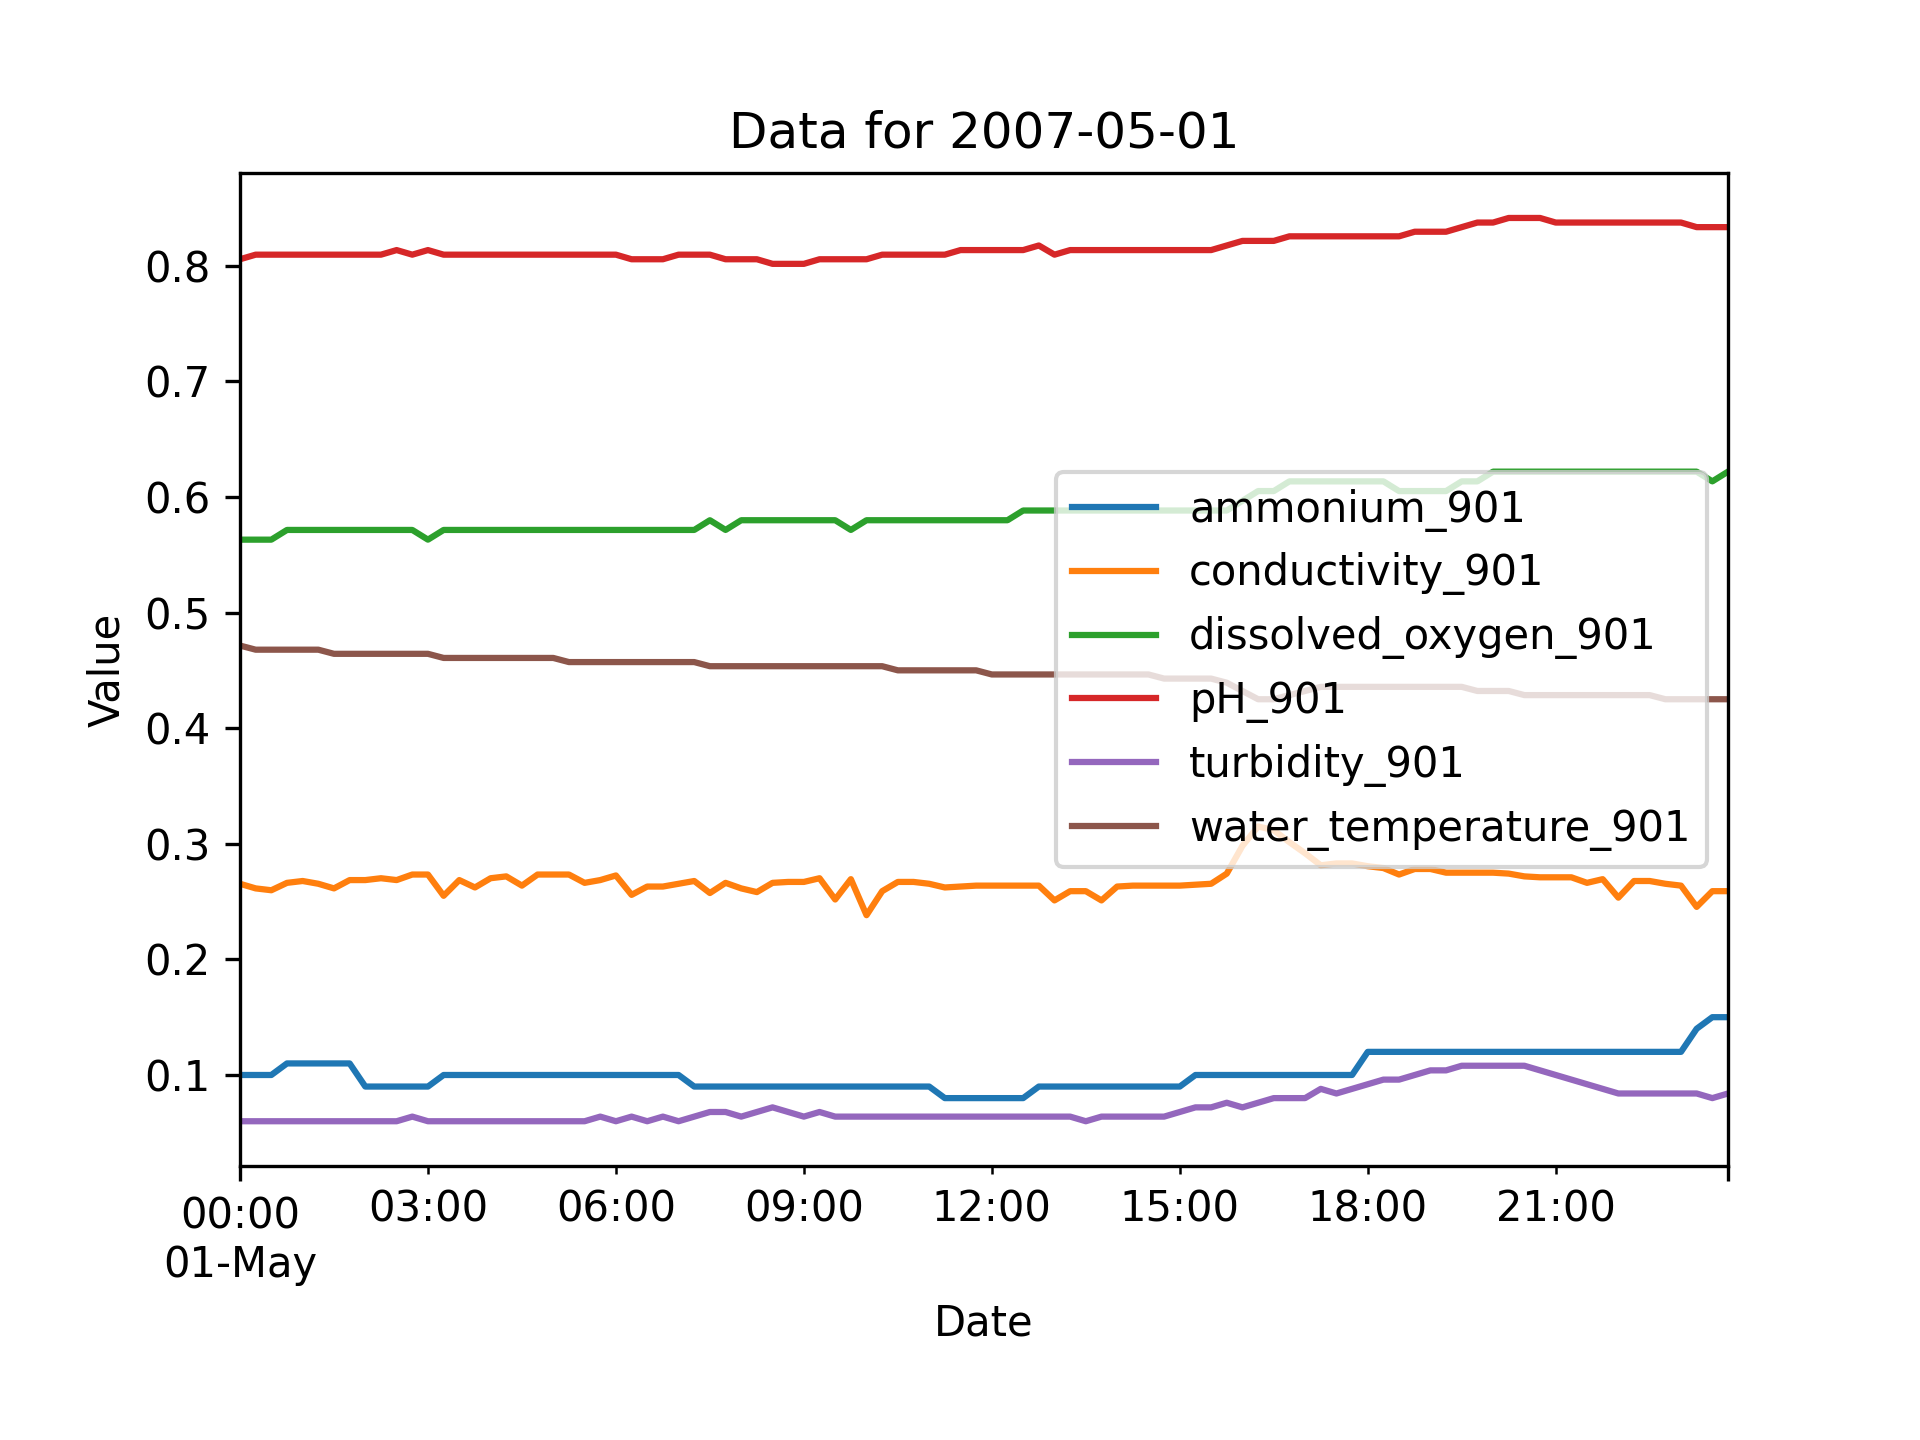 Data for 2007-05-01
Value
0.8
0.7
0.6
0.5
0.4
0.3
0.2
0.1
ammonium_901
conductivity_901
dissolved_oxygen_901
pH_901
turbidity_901
water_temperature_901
00:00 03:00 06:00 09:00 12:00 15:00 18:00 21:00
01-May
Date